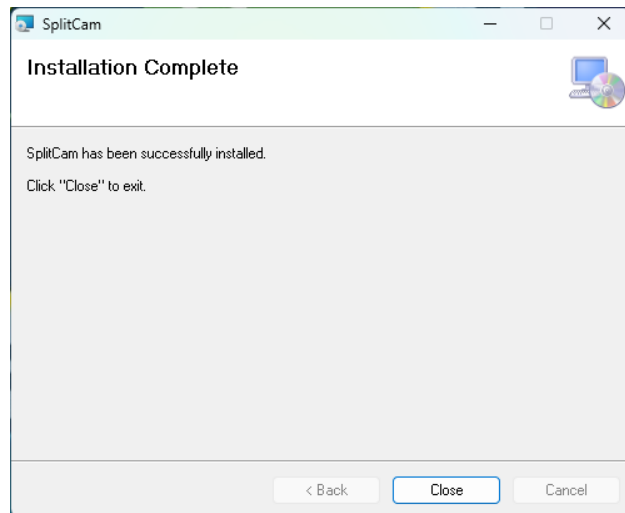 SplitCam
Installation Complete
SplitCam has been successfully installed.
Click "Close" to exit.
< Back
Close
Cancel